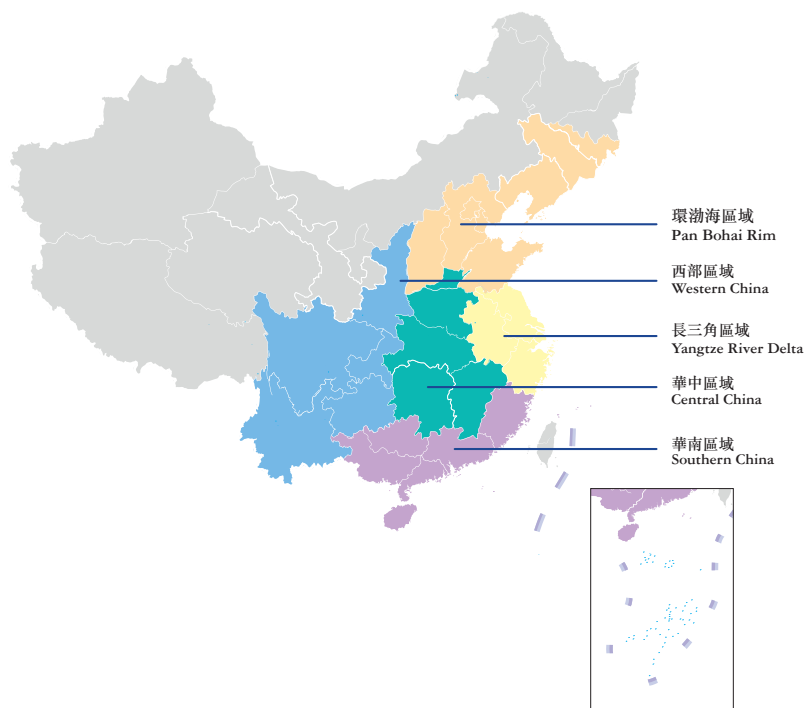 環渤海區域
Pan Bohai Rim
西部區域
Western China
長三角區域
Yangtze River Delta
華中區域
Central China
華南區域
Southern China